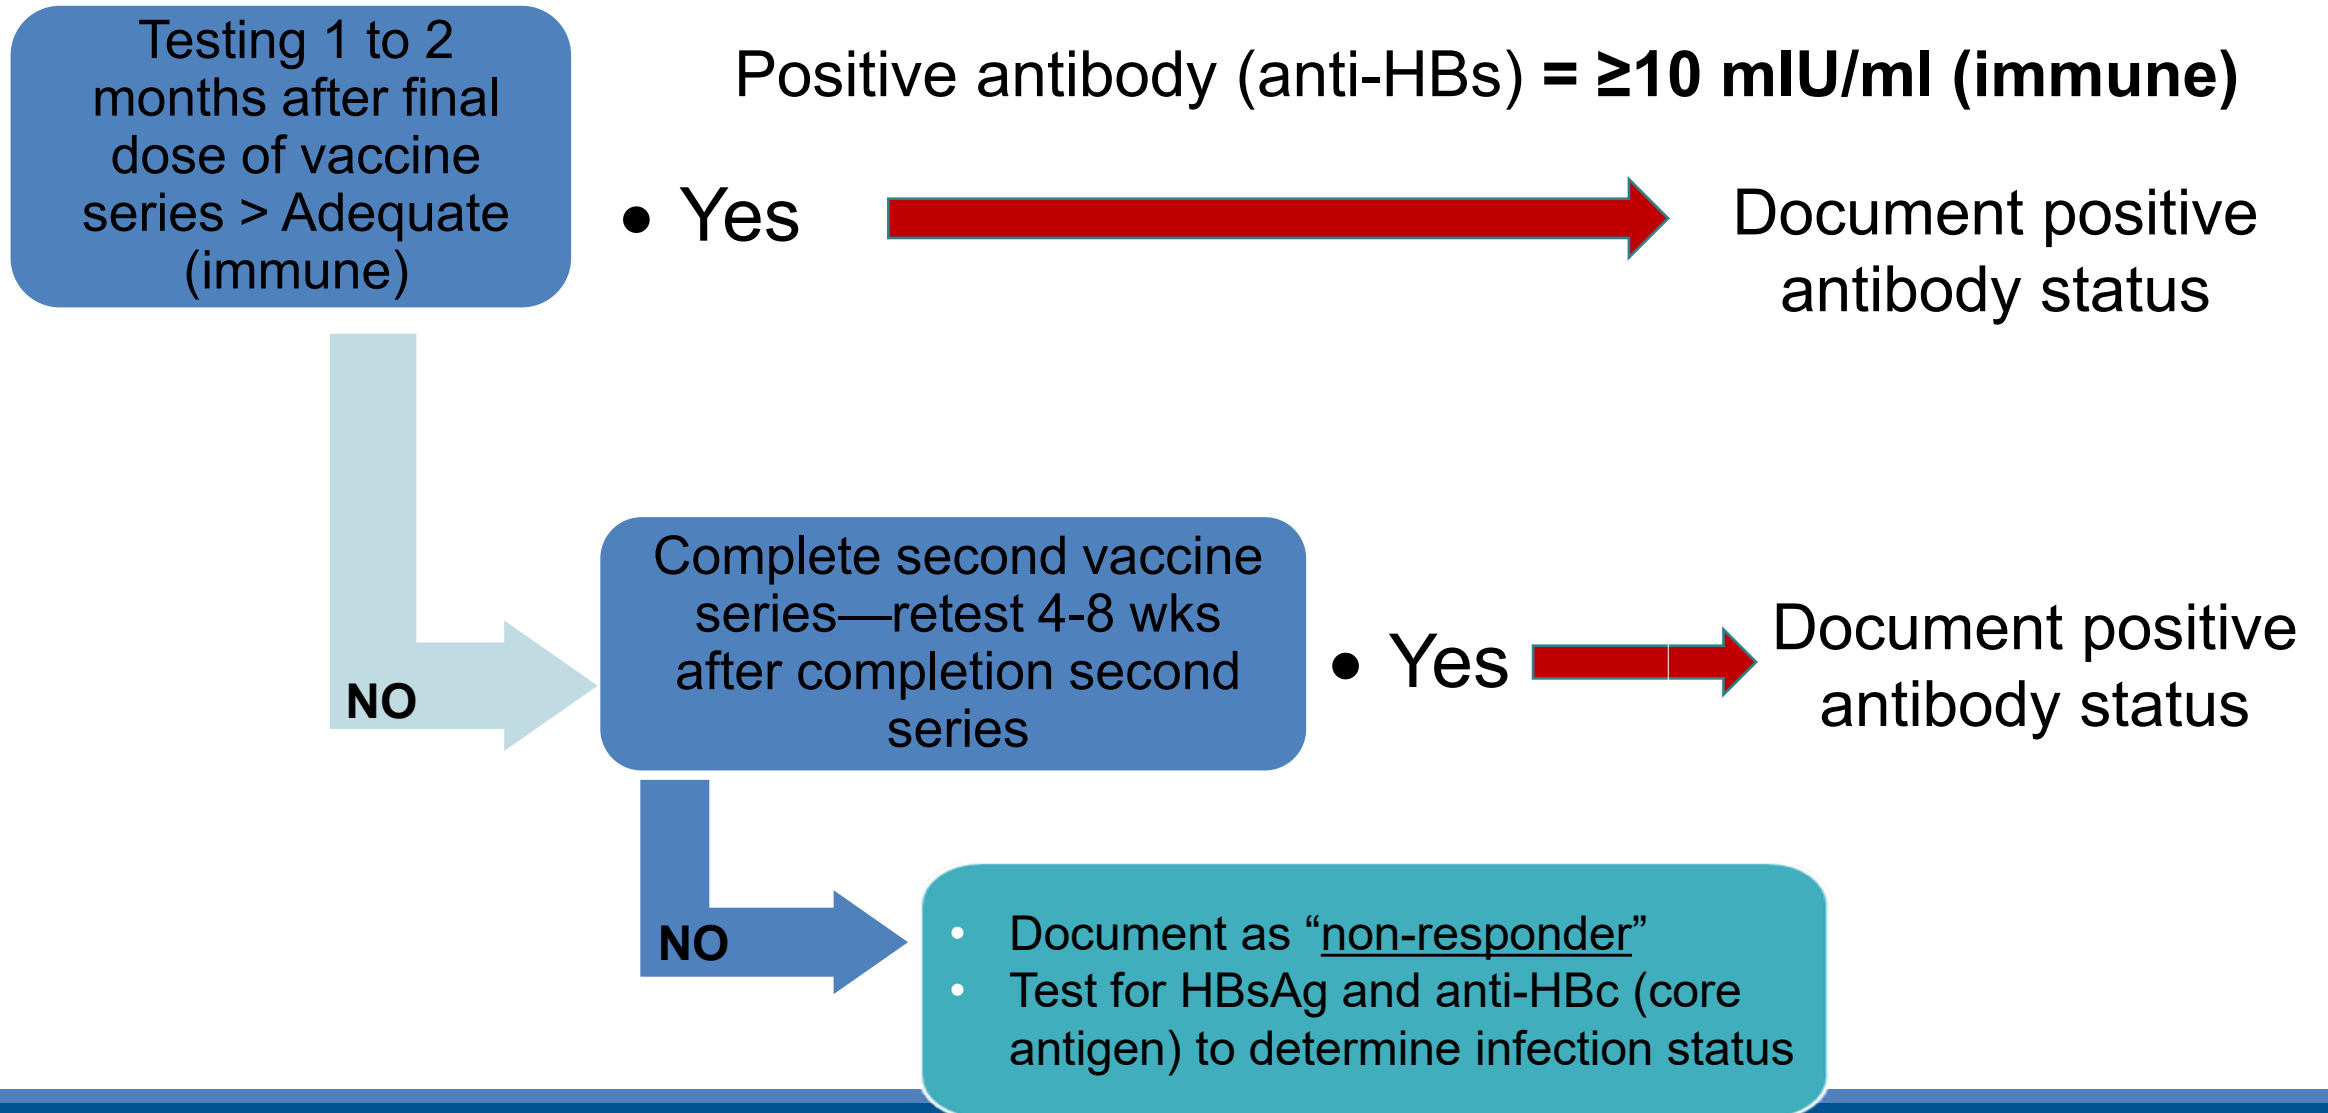 Testing 1 to 2
months after final
dose of vaccine
series > Adequate
(immune)
Positive antibody (anti-HBs) = ≥10 mIU/ml (immune)
• Yes
Document positive
antibody status
NO
Complete second vaccine
series—retest 4-8 wks
after completion second
series
• Yes
Document positive
antibody status
NO
• Document as “non-responder”
• Test for HBsAg and anti-HBc (core
antigen) to determine infection status